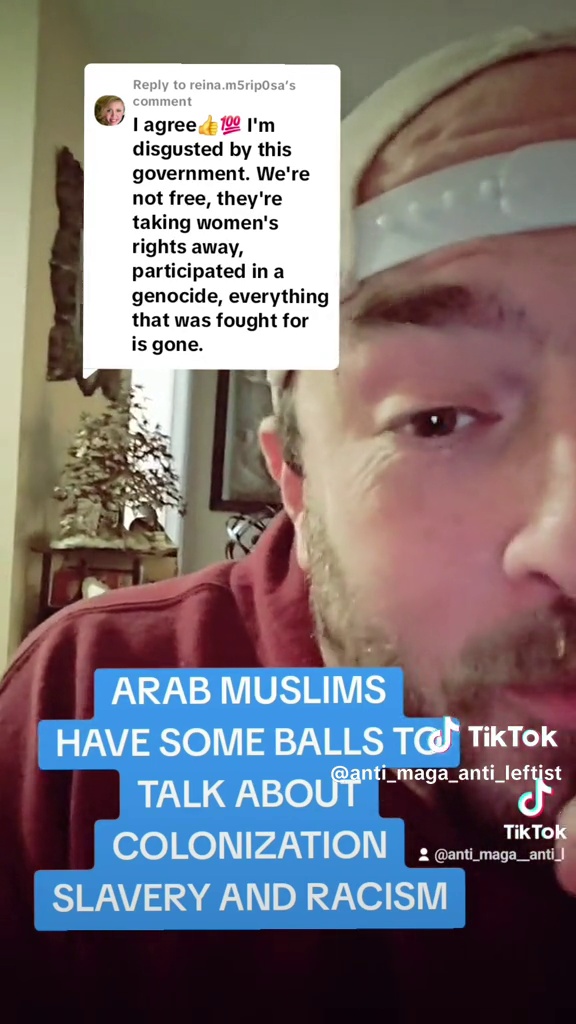 Reply to reina.m5rip0sa's
comment
I agree👍💯 I'm
disgusted by this
government. We're
not free, they're
taking women's
rights away,
participated in a
genocide, everything
that was fought for
is gone.
ARAB MUSLIMS
HAVE SOME BALLS TO
TikTok
@anti_maga_anti_leftist
TALK ABOUT
TikTok
COLONIZATION
@anti_maga__anti_l
SLAVERY AND RACISM